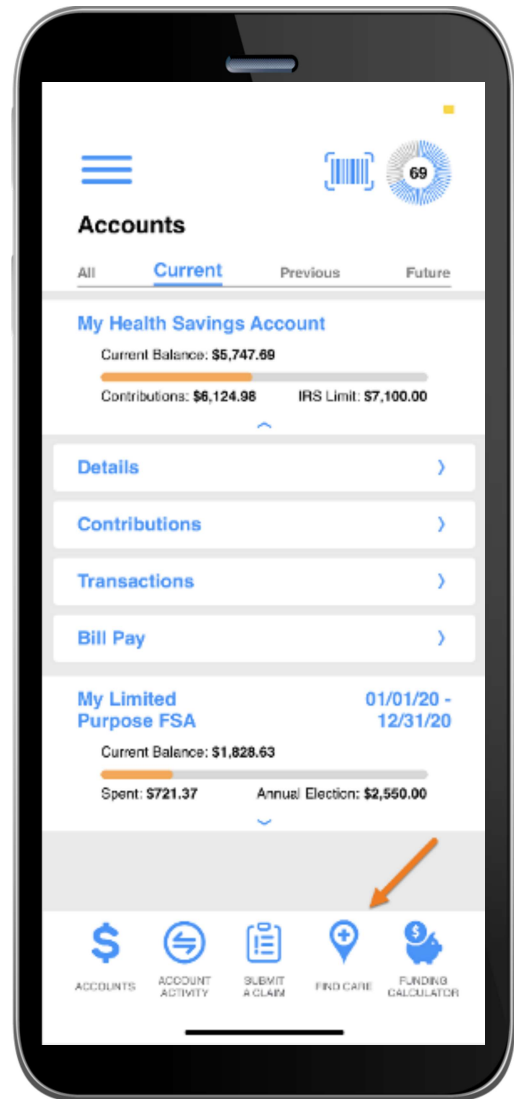 69
Accounts
All Current Previous Future
My Health Savings Account
Current Balance: $5,747.69
Contributions: $6,124.98 IRS Limit: $7,100.00
Details
Contributions
Transactions
Bill Pay
My Limited 01/01/20 -
Purpose FSA 12/31/20
Current Balance: $1,828.63
Spent: $721.37 Annual Election: $2,550.00
ACCOUNTS ACCOUNT SUBMIT FIND CARE FUNDING
ACTIVITY A CLAIM CALCULATOR